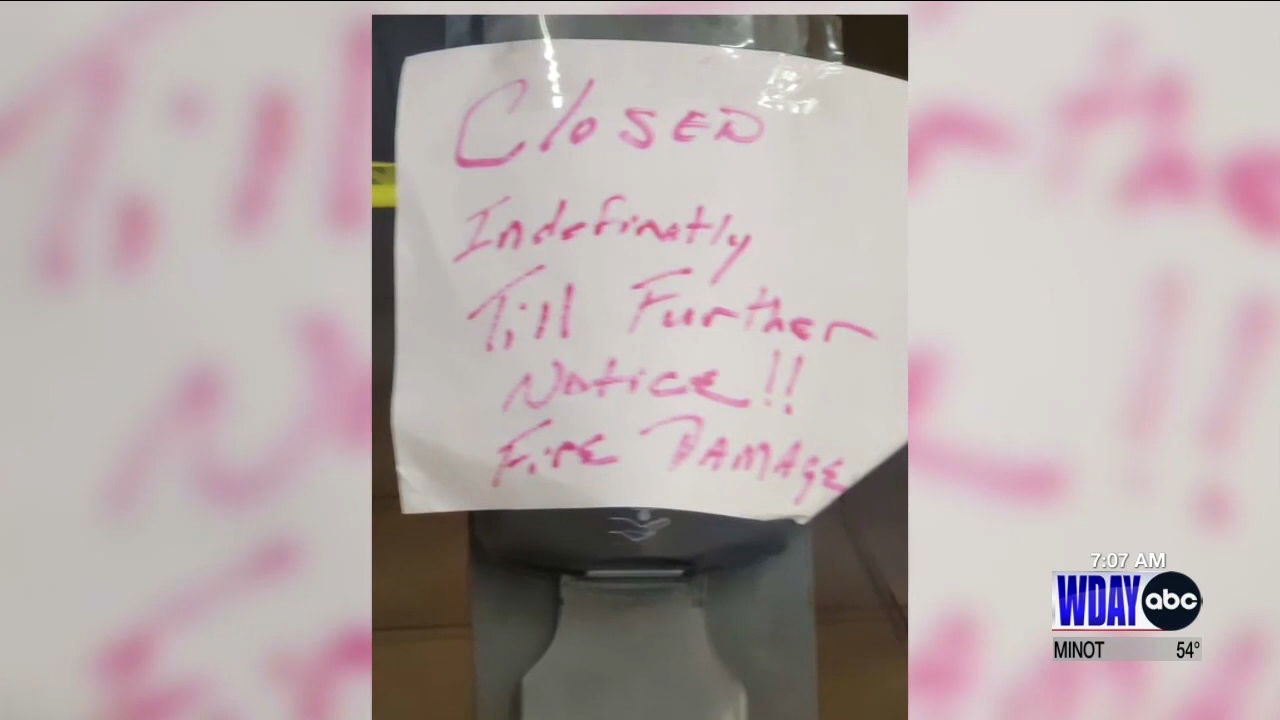 Closed
Indefinatly
Till Further
Notice!!
Fire Damage
7:07 AM
WDAY abc
MINOT 54°